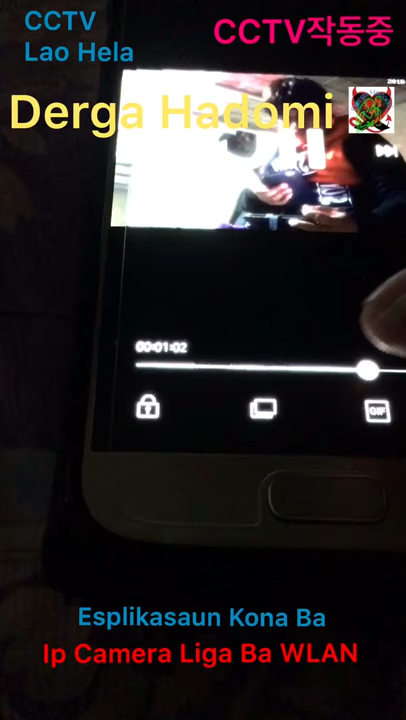 CCTV
Lao Hela
CCTV작동중
Derga Hadomi
2018
00:01:02
GIF
Esplikasaun Kona Ba
Ip Camera Liga Ba WLAN